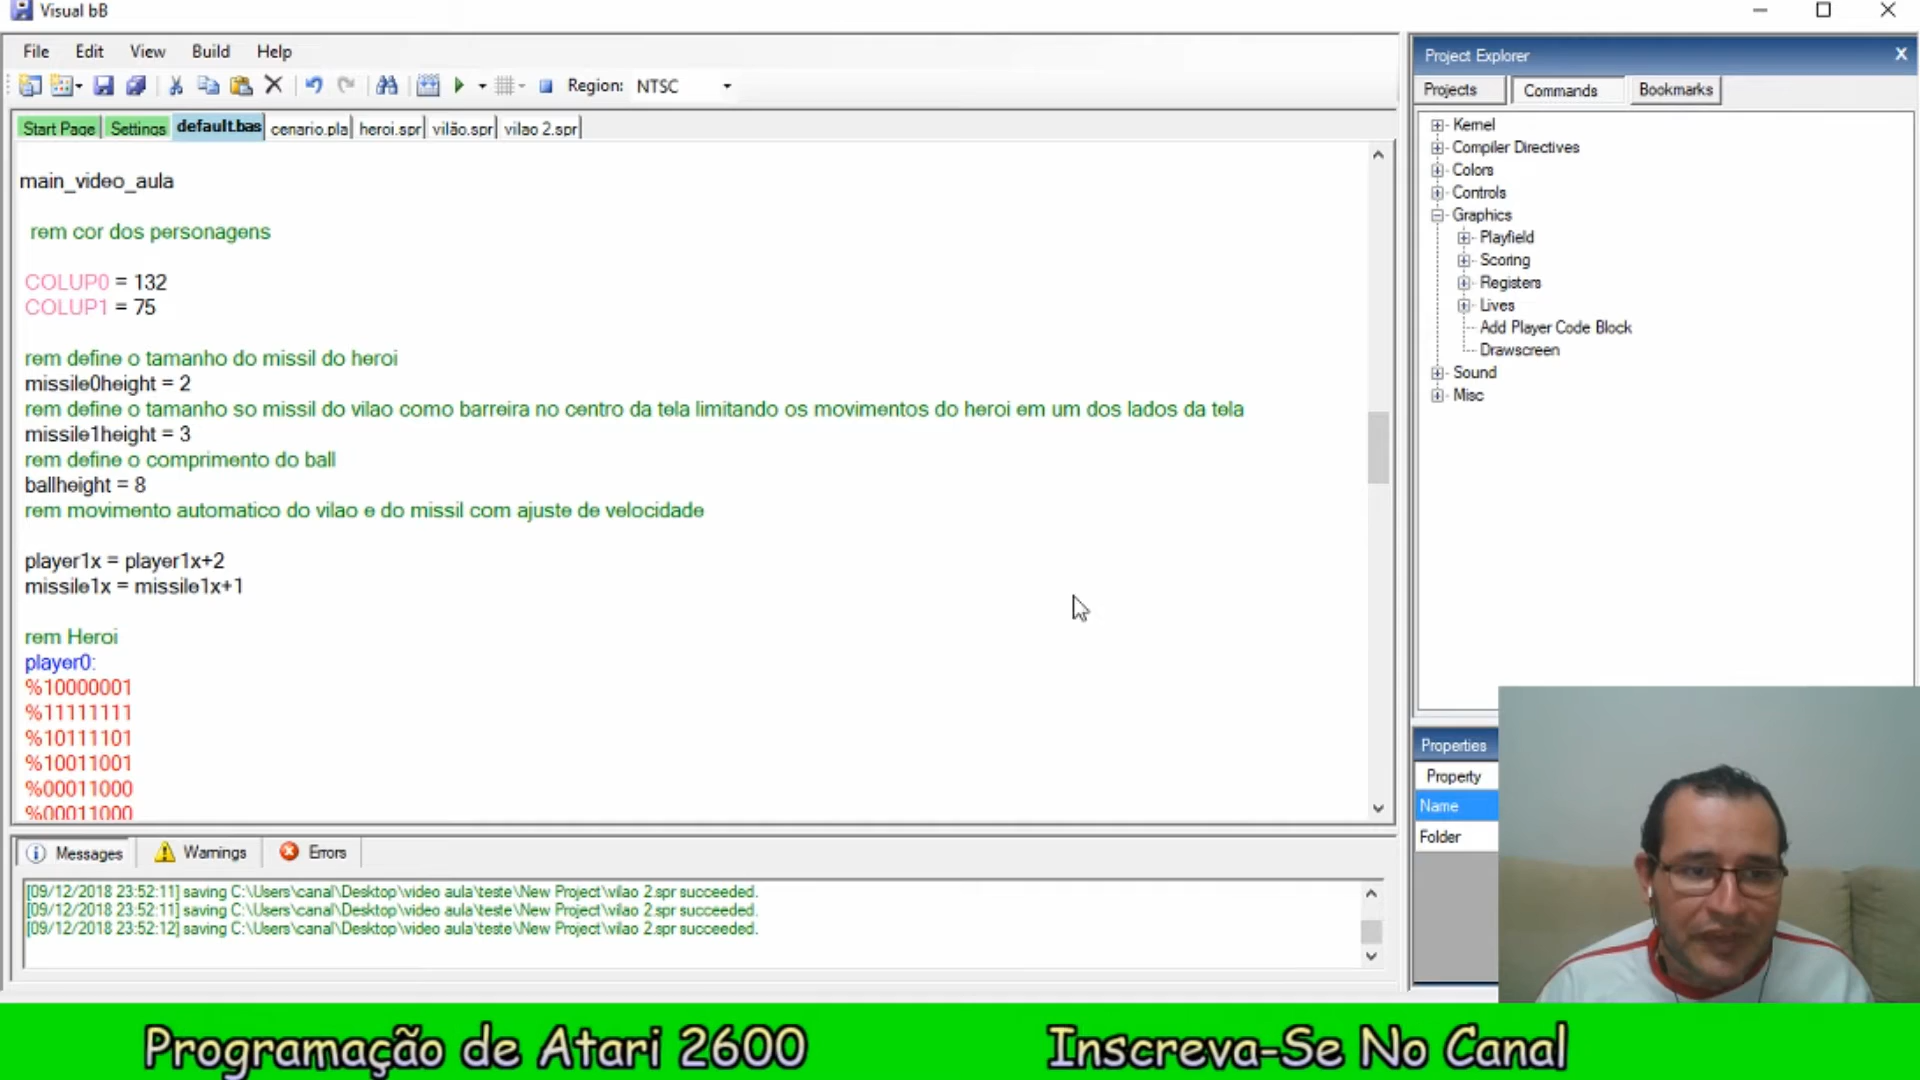 Visual bB
File Edit View Build Help
Region: NTSC
Start Page Settings default.bas cenario.pla heroi.spr vilão.spr vilao 2.spr
main_video_aula
rem cor dos personagens
COLUP0 = 132
COLUP1 = 75
rem define o tamanho do missil do heroi
missile0height = 2
rem define o tamanho so missil do vilao como barreira no centro da tela limitando os movimentos do heroi em um dos lados da tela
missile1height = 3
rem define o comprimento do ball
ballheight = 8
rem movimento automatico do vilao e do missil com ajuste de velocidade
player1x = player1x+2
missile1x = missile1x+1
rem Heroi
player0:
%10000001
%11111111
%10111101
%10011001
%00011000
%00011000
Messages Warnings Errors
[09/12/2018 23:52:11] saving C:\Users\canal\Desktop\video aula\teste\New Project\vilao 2.spr succeeded.
[09/12/2018 23:52:11] saving C:\Users\canal\Desktop\video aula\teste\New Project\vilao 2.spr succeeded.
[09/12/2018 23:52:12] saving C:\Users\canal\Desktop\video aula\teste\New Project\vilao 2.spr succeeded.
Project Explorer
Projects Commands Bookmarks
Kernel
Compiler Directives
Colors
Controls
Graphics
Playfield
Scoring
Registers
Lives
Add Player Code Block
Drawscreen
Sound
Misc
Properties
Property
Name
Folder
Programação de Atari 2600
Inscreva-Se No Canal